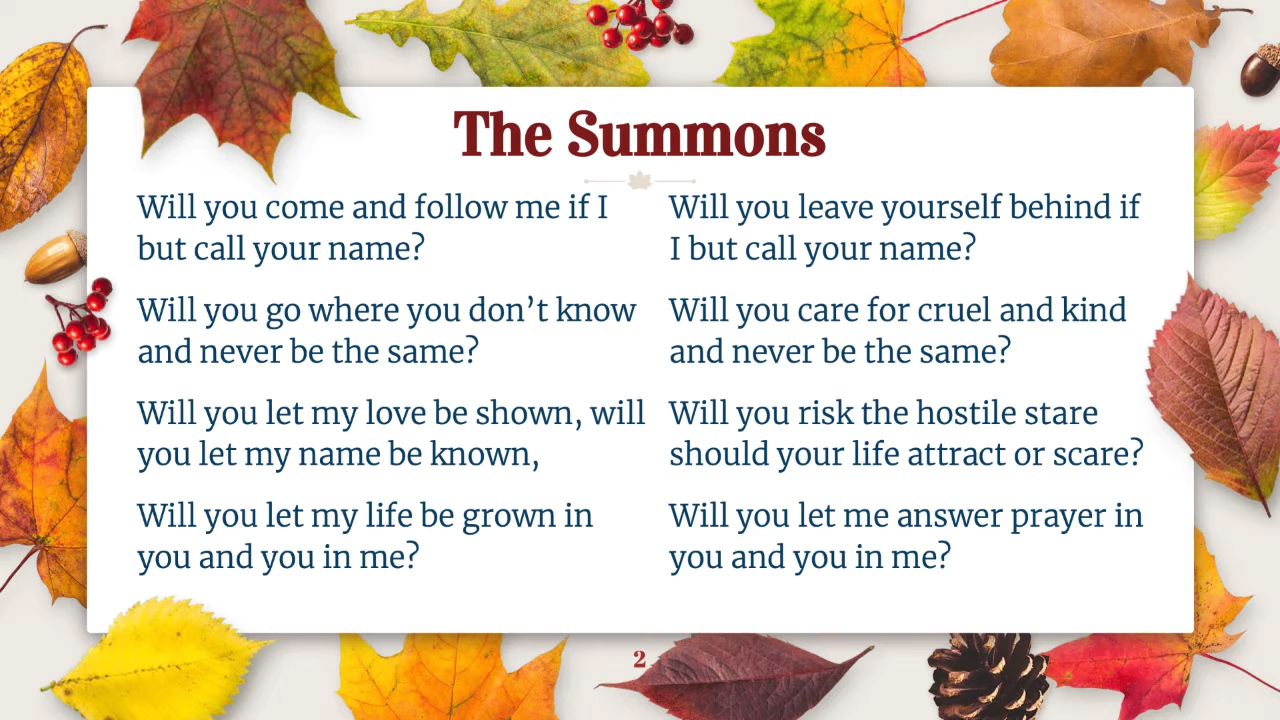 The Summons
Will you come and follow me if I
but call your name?
Will you go where you don’t know
and never be the same?
Will you let my love be shown, will
you let my name be known,
Will you let my life be grown in
you and you in me?
Will you leave yourself behind if
I but call your name?
Will you care for cruel and kind
and never be the same?
Will you risk the hostile stare
should your life attract or scare?
Will you let me answer prayer in
you and you in me?
2